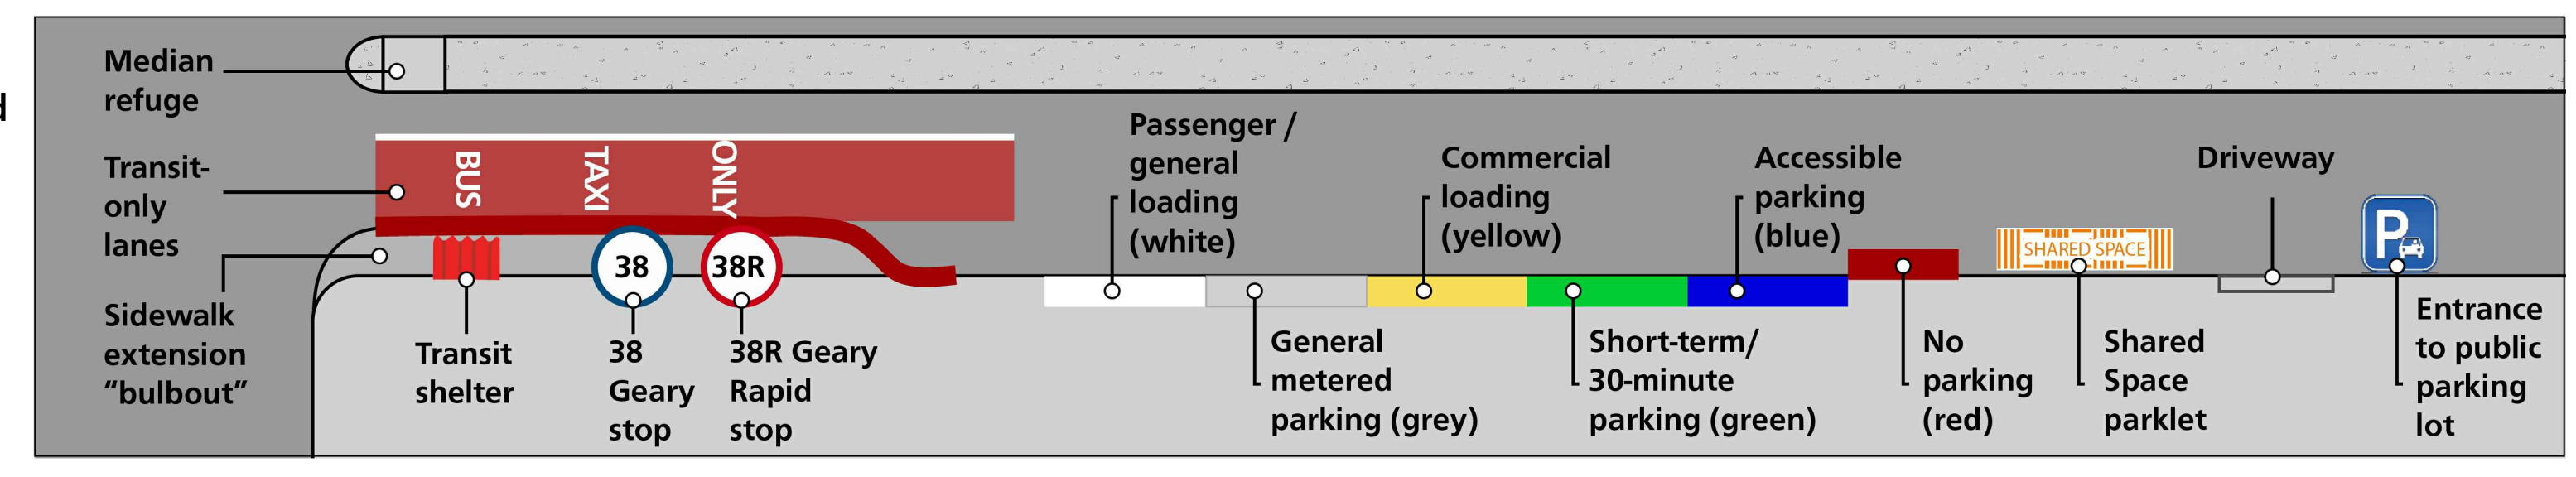 Median
refuge
Transit-
only
lanes
Sidewalk
extension
“bulbout”
BUS
TAXI
ONLY
Transit
shelter
38
38
Geary
stop
38R
38R Geary
Rapid
stop
Passenger /
general
loading
(white)
General
metered
parking (grey)
Commercial
loading
(yellow)
Short-term/
30-minute
parking (green)
Accessible
parking
(blue)
No
parking
(red)
SHARED SPACE
Shared
Space
parklet
Driveway
P
Entrance
to public
parking
lot